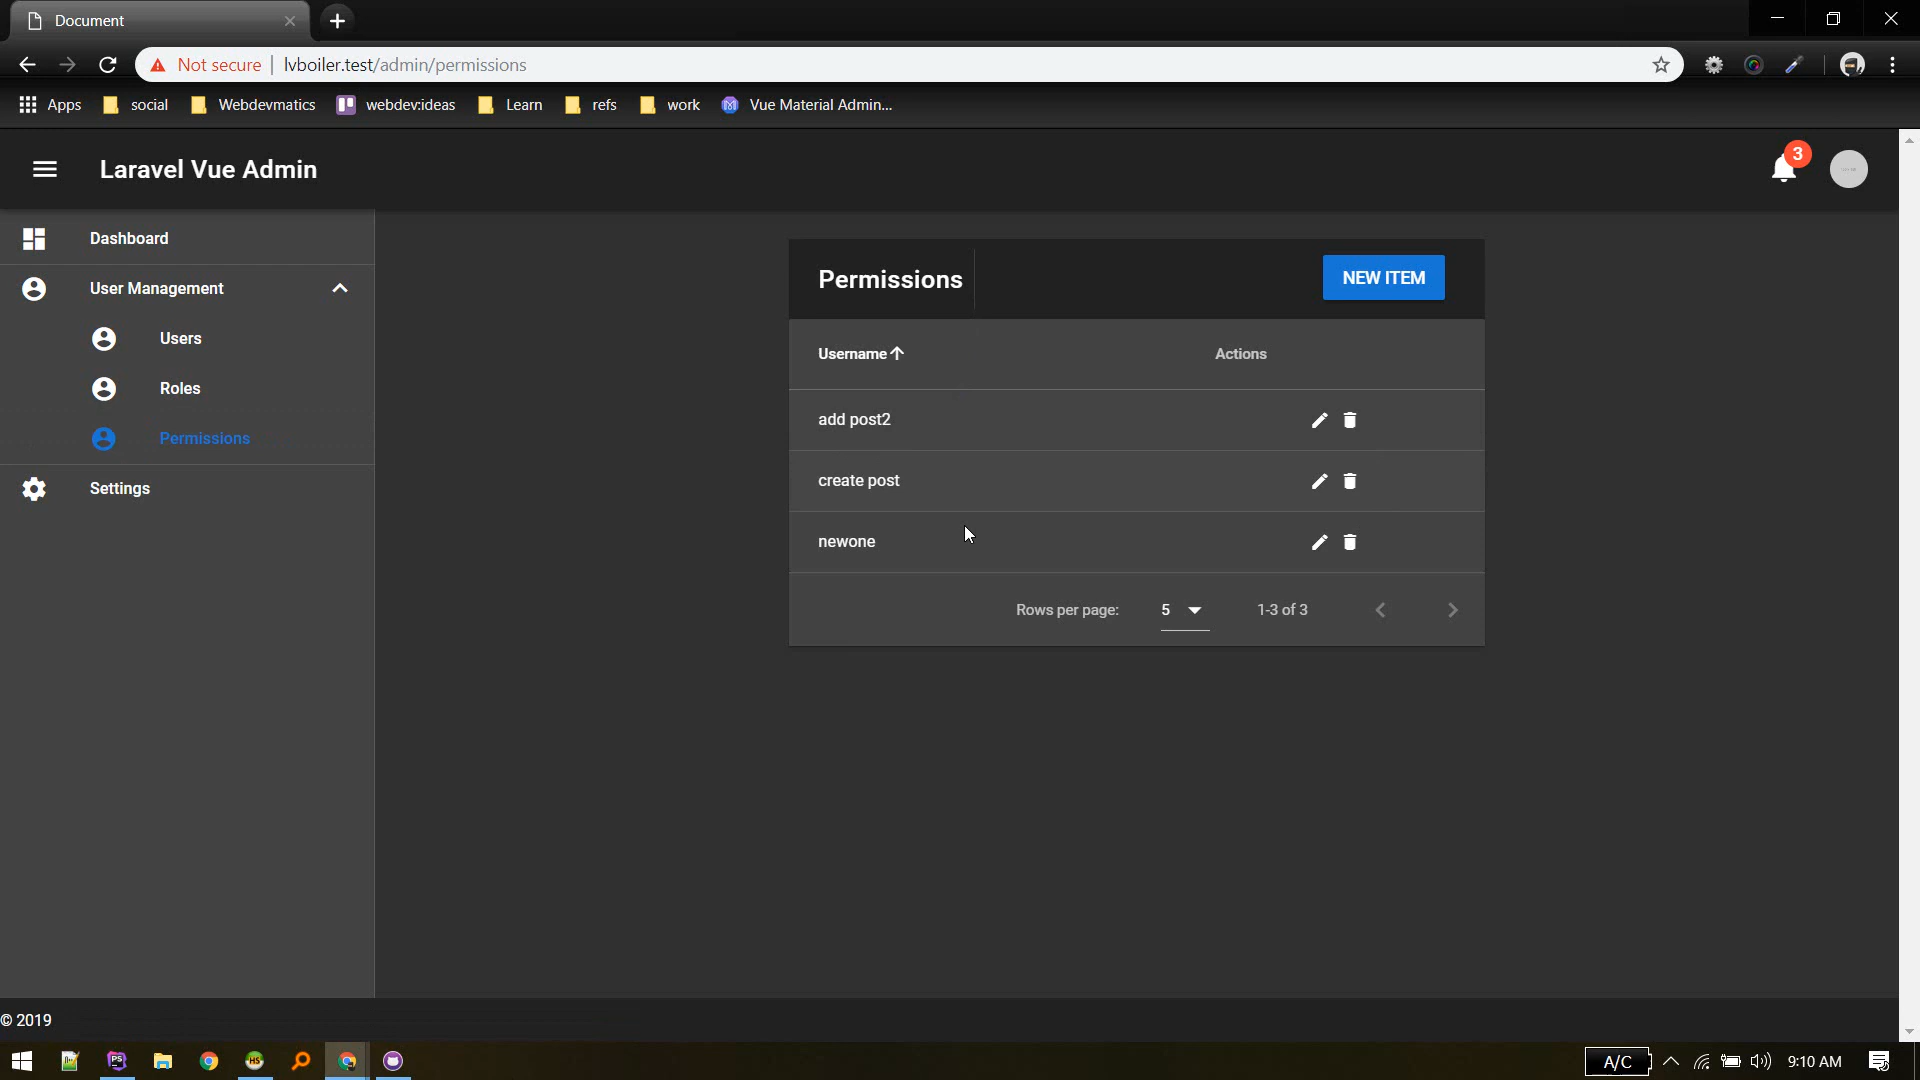 Document
Not secure
lvboiler.test/admin/permissions
Apps
social
Webdevmatics
webdev:ideas
Learn
refs
work
Vue Material Admin...
Laravel Vue Admin
3
Dashboard
User Management
Users
Roles
Permissions
Settings
Permissions
NEW ITEM
Username
Actions
add post2
create post
newone
Rows per page:
5
1-3 of 3
© 2019
PS
HS
A/C
9:10 AM